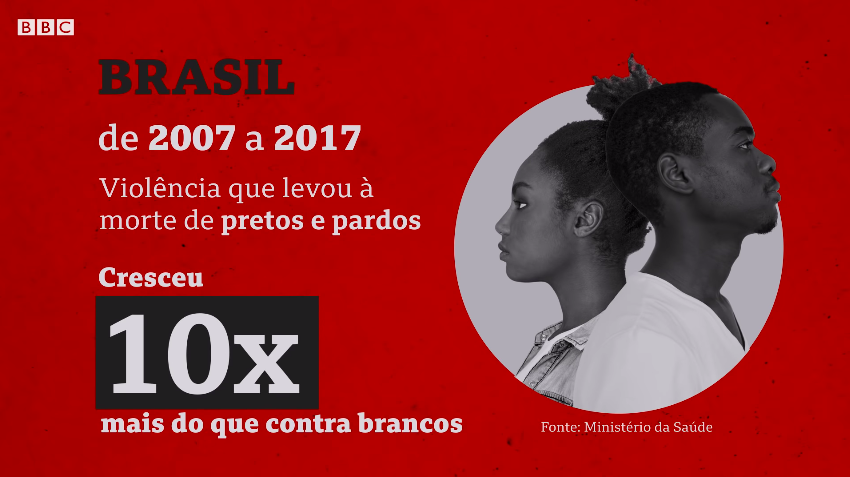 BBC
BRASIL
de 2007 a 2017
Violência que levou à
morte de pretos e pardos
Cresceu
10x
mais do que contra brancos
Fonte: Ministério da Saúde